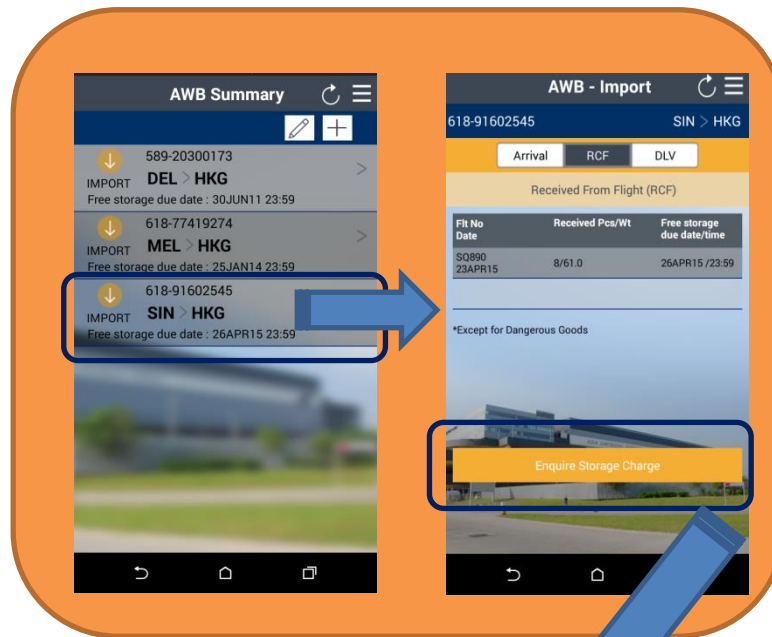 AWB Summary
589-20300173
IMPORT DEL > HKG >
Free storage due date : 30JUN11 23:59
618-77419274
IMPORT MEL > HKG >
Free storage due date : 25JAN14 23:59
618-91602545
IMPORT SIN > HKG
Free storage due date : 26APR15 23:59
AWB - Import
618-91602545 SIN > HKG
Arrival RCF DLV
Received From Flight (RCF)
Flt No Date Received Pcs/Wt Free storage due date/time
SQ890 23APR15 8/61.0 26APR15 /23:59
*Except for Dangerous Goods
Enquire Storage Charge